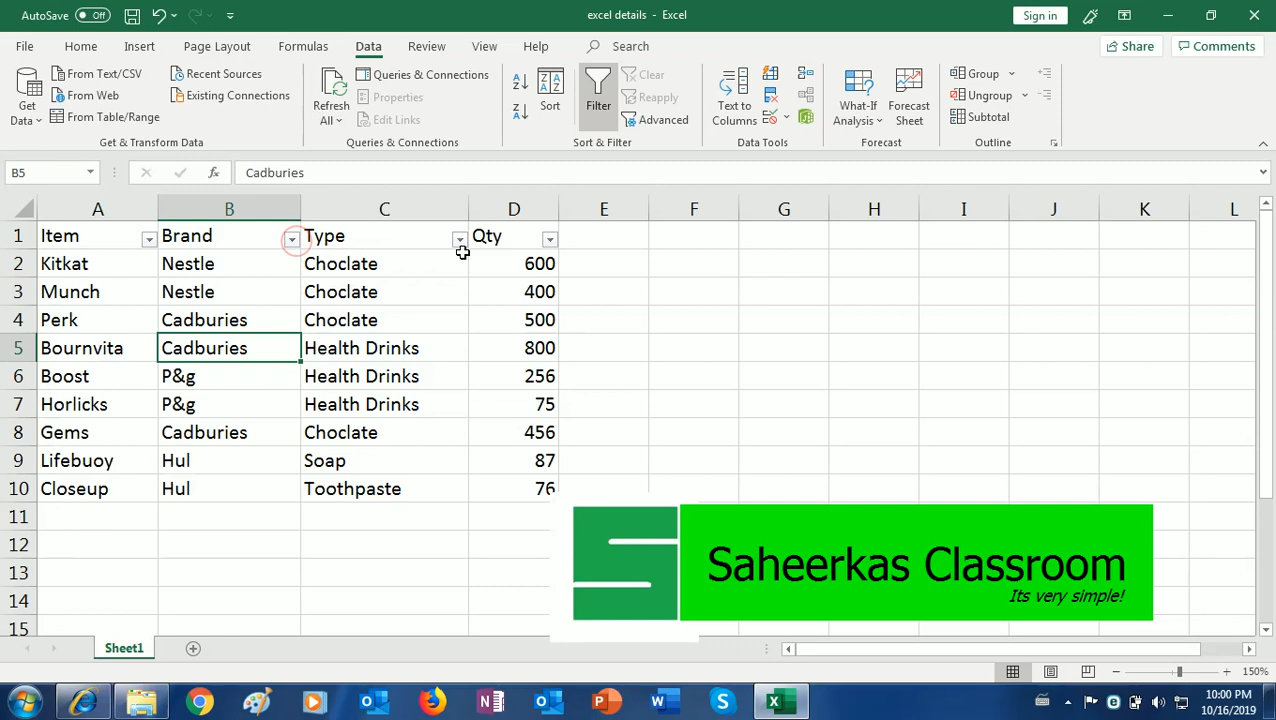 AutoSave Off excel details - Excel Sign in
File Home Insert Page Layout Formulas Data Review View Help Search Share Comments
From Text/CSV Recent Sources Queries & Connections Clear Group
Get Data From Web Existing Connections Refresh All Properties Sort Filter Reapply Text to Columns What-If Analysis Forecast Sheet Ungroup
From Table/Range Edit Links Advanced Subtotal
Get & Transform Data Queries & Connections Sort & Filter Data Tools Forecast Outline
B5 fx Cadburies
A B C D E F G H I J K L
1 Item Brand Type Qty
2 Kitkat Nestle Choclate 600
3 Munch Nestle Choclate 400
4 Perk Cadburies Choclate 500
5 Bournvita Cadburies Health Drinks 800
6 Boost P&g Health Drinks 256
7 Horlicks P&g Health Drinks 75
8 Gems Cadburies Choclate 456
9 Lifebuoy Hul Soap 87
10 Closeup Hul Toothpaste 76
11
12
13
14
15
Saheerkas Classroom
Its very simple!
Sheet1
150%
10:00 PM
10/16/2019